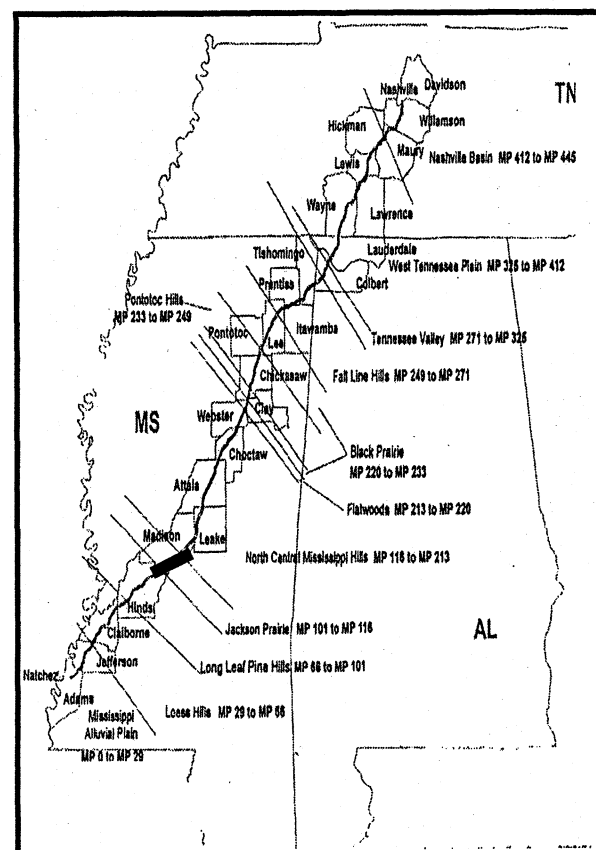 TN
Nashville
Davidson
Williamson
Hickman
Maury
Nashville Basin MP 412 to MP 445
Lewis
Wayne
Lawrence
Lauderdale
Tishomingo
West Tennessee Plain MP 325 to MP 412
Colbert
Prentiss
Pontotoc Hills
MP 233 to MP 249
Itawamba
Pontotoc
Lee
Tennessee Valley MP 271 to MP 325
Chickasaw
Fall Line Hills MP 249 to MP 271
Webster
Clay
MS
Choctaw
Black Prairie
MP 220 to MP 233
Attala
Flatwoods MP 213 to MP 220
Madison
Leake
North Central Mississippi Hills MP 116 to MP 213
Hinds
Jackson Prairie MP 101 to MP 116
AL
Claiborne
Jefferson
Long Leaf Pine Hills MP 66 to MP 101
Natchez
Adams
Loess Hills MP 29 to MP 66
Mississippi
Alluvial Plain
MP 0 to MP 29